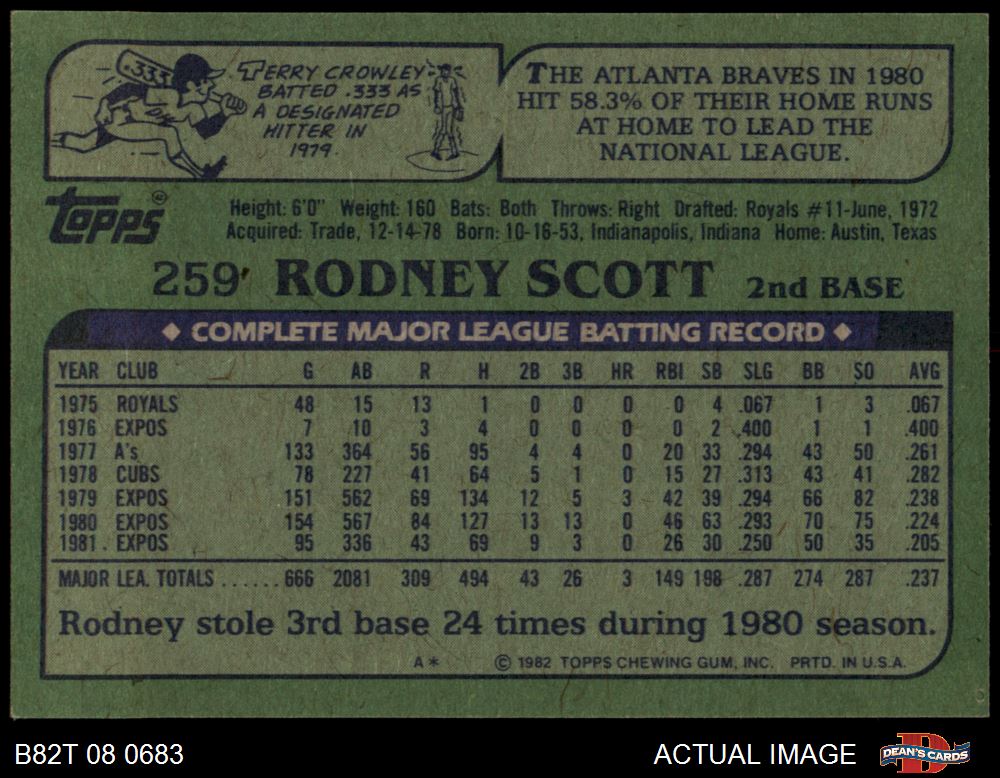 .333
TERRY CROWLEY
BATTED .333 AS
A DESIGNATED
HITTER IN
1979.
THE ATLANTA BRAVES IN 1980
HIT 58.3% OF THEIR HOME RUNS
AT HOME TO LEAD THE
NATIONAL LEAGUE.
Topps ®
Height: 6'0" Weight: 160 Bats: Both Throws: Right Drafted: Royals #11-June, 1972
Acquired: Trade, 12-14-78 Born: 10-16-53, Indianapolis, Indiana Home: Austin, Texas
259 RODNEY SCOTT 2nd BASE
◆ COMPLETE MAJOR LEAGUE BATTING RECORD ◆
YEAR CLUB G AB R H 2B 3B HR RBI SB SLG BB SO AVG
1975 ROYALS 48 15 13 1 0 0 0 0 4 .067 1 3 .067
1976 EXPOS 7 10 3 4 0 0 0 0 2 .400 1 1 .400
1977 A's 133 364 56 95 4 4 0 20 33 .294 43 50 .261
1978 CUBS 78 227 41 64 5 1 0 15 27 .313 43 41 .282
1979 EXPOS 151 562 69 134 12 5 3 42 39 .294 66 82 .238
1980 EXPOS 154 567 84 127 13 13 0 46 63 .293 70 75 .224
1981 . EXPOS 95 336 43 69 9 3 0 26 30 .250 50 35 .205
MAJOR LEA. TOTALS ...... 666 2081 309 494 43 26 3 149 198 .287 274 287 .237
Rodney stole 3rd base 24 times during 1980 season.
A* © 1982 TOPPS CHEWING GUM, INC. PRTD. IN U.S.A.
B82T 08 0683 ACTUAL IMAGE DEAN'S CARDS